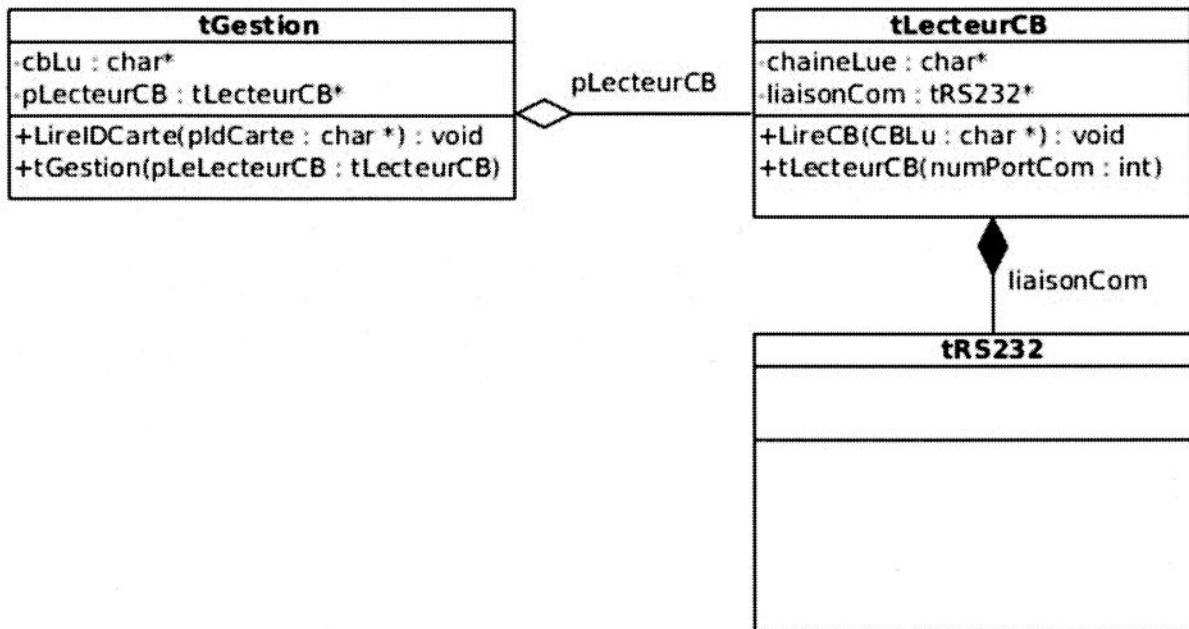 tGestion
-cbLu : char*
-pLecteurCB : tLecteurCB*
+LireIDCarte(pIdCarte : char *) : void
+tGestion(pLeLecteurCB : tLecteurCB)
pLecteurCB
tLecteurCB
-chaineLue : char*
-liaisonCom : tRS232*
+LireCB(CBLu : char *) : void
+tLecteurCB(numPortCom : int)
liaisonCom
tRS232